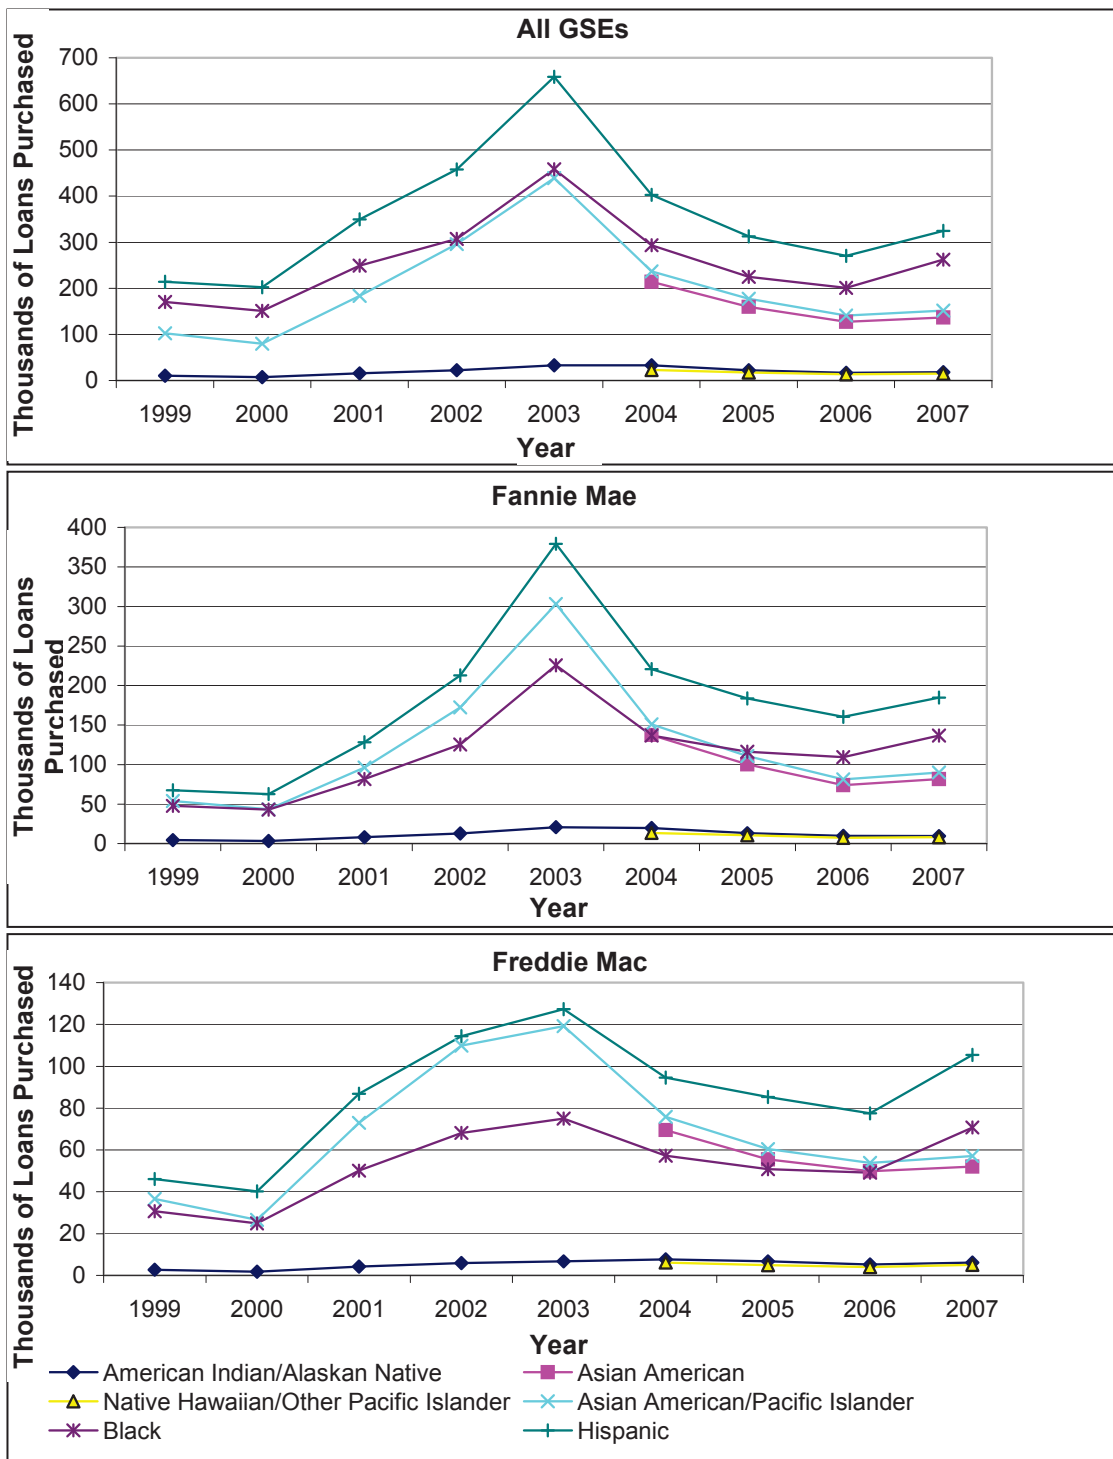 All GSEs
Thousands of Loans Purchased
700
600
500
400
300
200
100
0
1999 2000 2001 2002 2003 2004 2005 2006 2007
Year
Fannie Mae
Thousands of Loans
Purchased
400
350
300
250
200
150
100
50
0
1999 2000 2001 2002 2003 2004 2005 2006 2007
Year
Freddie Mac
Thousands of Loans Purchased
140
120
100
80
60
40
20
0
1999 2000 2001 2002 2003 2004 2005 2006 2007
Year
American Indian/Alaskan Native Asian American
Native Hawaiian/Other Pacific Islander Asian American/Pacific Islander
Black Hispanic